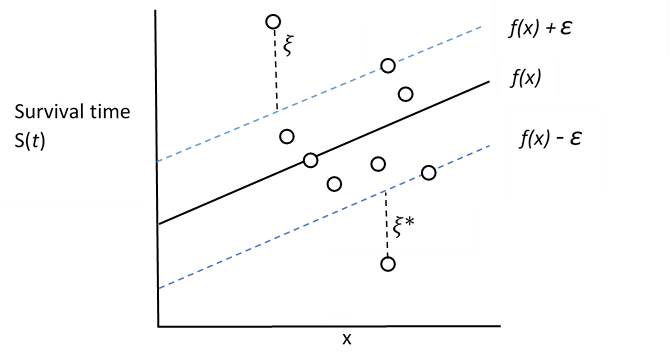 f(x) + ε
ξ
f(x)
Survival time
S(t)
f(x) - ε
ξ*
x